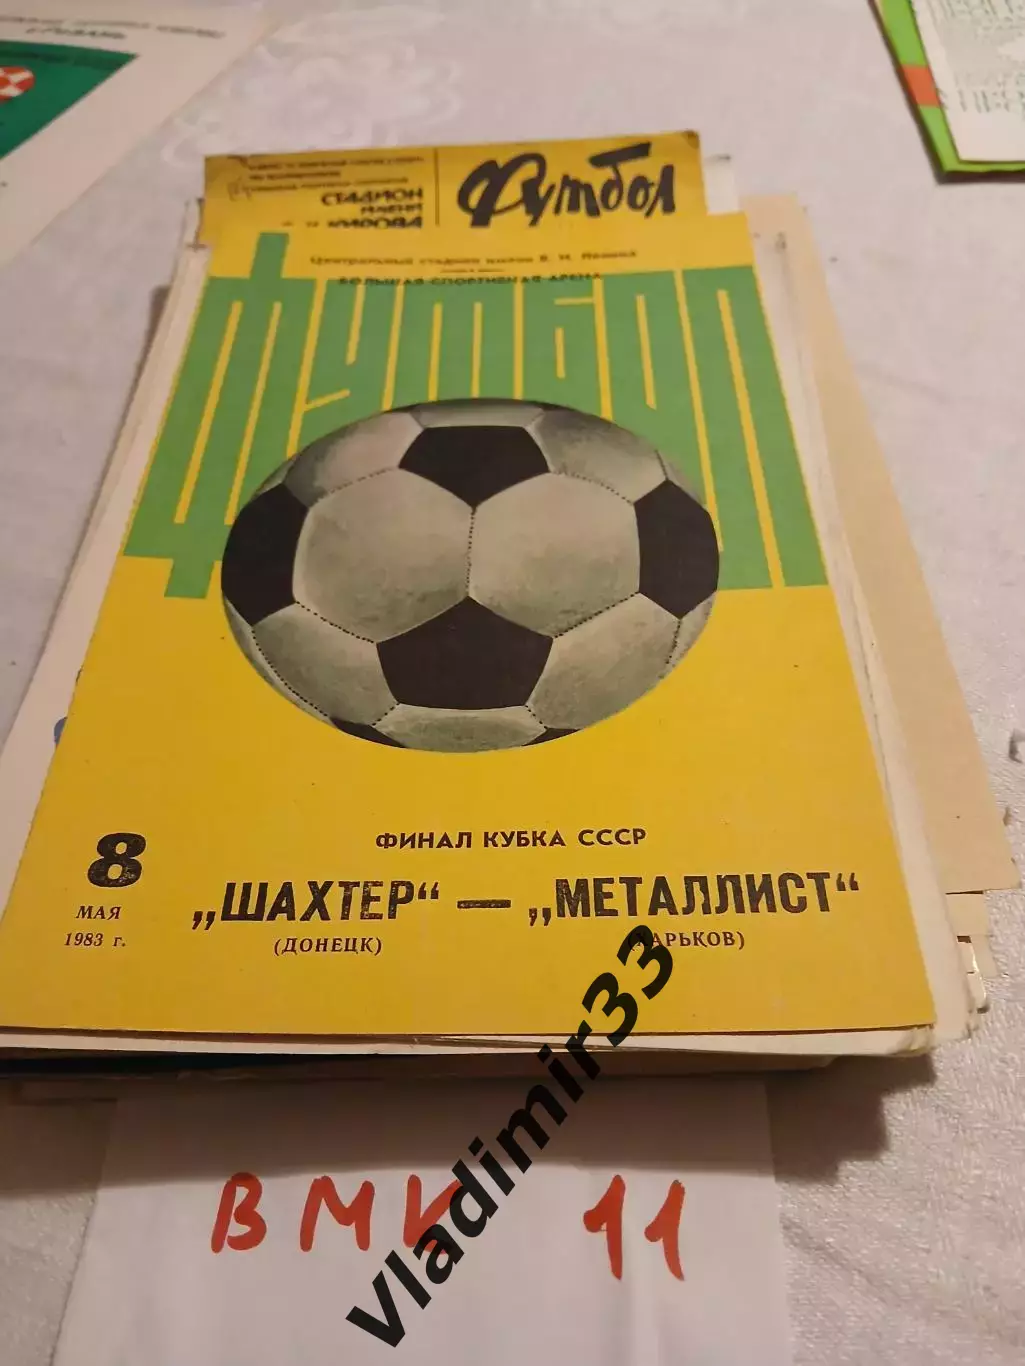 СТАДИОН
ИМЕНИ
КИРОВА
Футбол
Центральный стадион имени В. И. Ленина
БОЛЬШАЯ СПОРТИВНАЯ АРЕНА
ФУТБОЛ
ФИНАЛ КУБКА СССР
8
МАЯ
1983 г.
„ШАХТЕР“ — „МЕТАЛЛИСТ“
(ДОНЕЦК) (ХАРЬКОВ)
vladimir33
ВМК 11